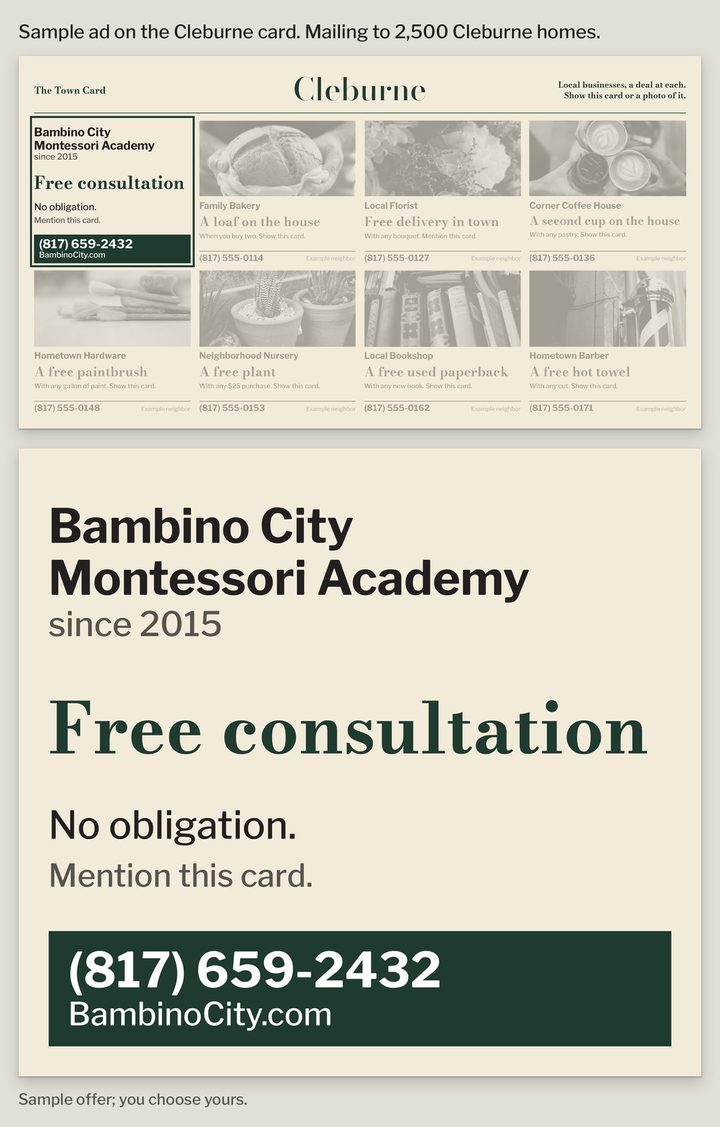 Sample ad on the Cleburne card. Mailing to 2,500 Cleburne homes.
The Town Card
Cleburne
Local businesses, a deal at each.
Show this card or a photo of it.
Bambino City
Montessori Academy
since 2015
Free consultation
No obligation.
Mention this card.
(817) 659-2432
BambinoCity.com
Family Bakery
A loaf on the house
When you buy two. Show this card.
(817) 555-0114
Example neighbor
Local Florist
Free delivery in town
With any bouquet. Mention this card.
(817) 555-0127
Example neighbor
Corner Coffee House
A second cup on the house
With any pastry. Show this card.
(817) 555-0136
Example neighbor
Hometown Hardware
A free paintbrush
With any gallon of paint. Show this card.
(817) 555-0148
Example neighbor
Neighborhood Nursery
A free plant
With any $25 purchase. Show this card.
(817) 555-0153
Example neighbor
Local Bookshop
A free used paperback
With any new book. Show this card.
(817) 555-0162
Example neighbor
Hometown Barber
A free hot towel
With any cut. Show this card.
(817) 555-0171
Example neighbor
Bambino City
Montessori Academy
since 2015
Free consultation
No obligation.
Mention this card.
(817) 659-2432
BambinoCity.com
Sample offer; you choose yours.